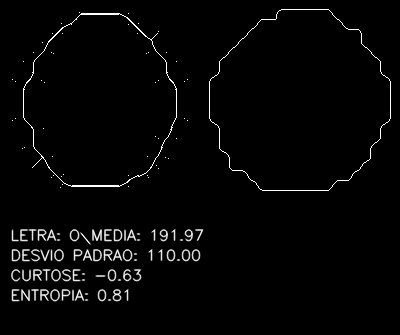 LETRA: O\MEDIA: 191.97
DESVIO PADRAO: 110.00
CURTOSE: -0.63
ENTROPIA: 0.81